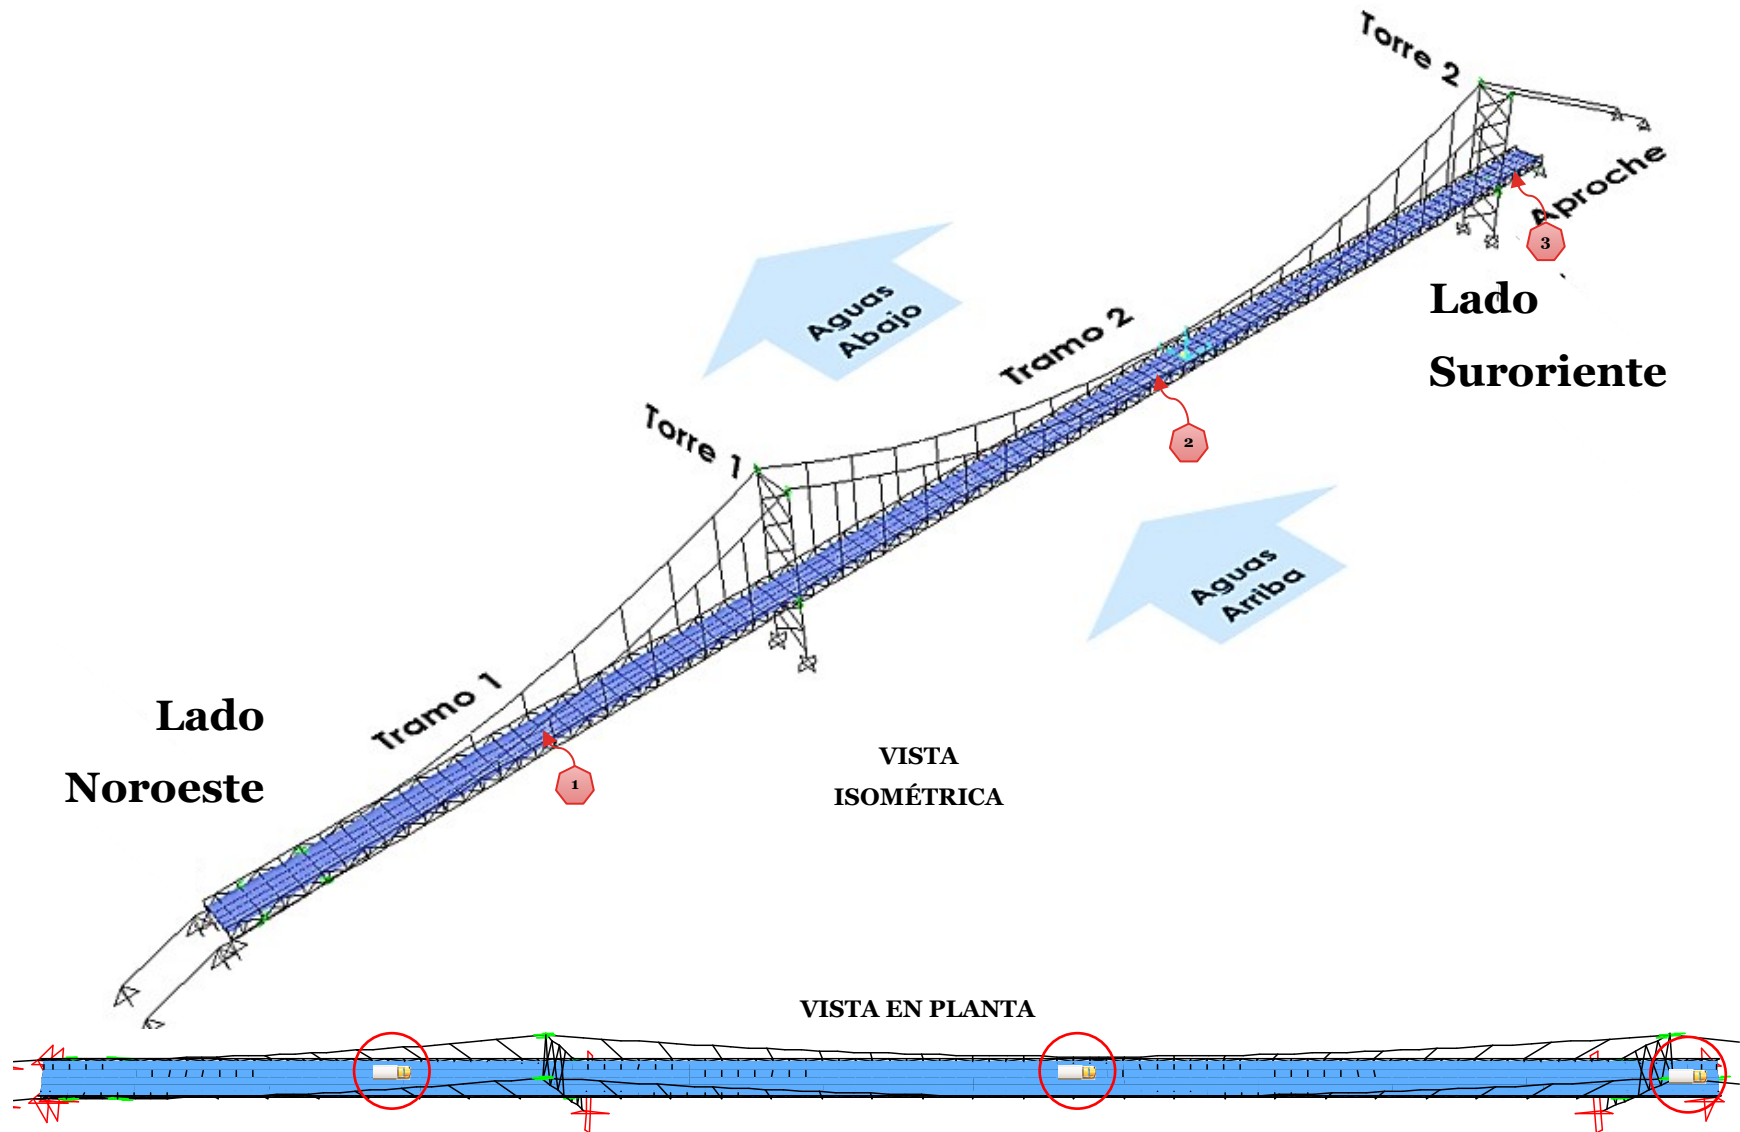 Torre 2
Aproche
3
Lado
Suroriente
Aguas
Abajo
Tramo 2
2
Torre 1
Aguas
Arriba
Tramo 1
Lado
Noroeste
1
VISTA
ISOMÉTRICA
VISTA EN PLANTA